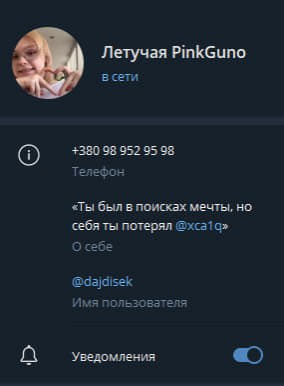 Летучая PinkGuno
в сети
+380 98 952 95 98
Телефон
«Ты был в поисках мечты, но
себя ты потерял @xca1q»
О себе
@dajdisek
Имя пользователя
Уведомления